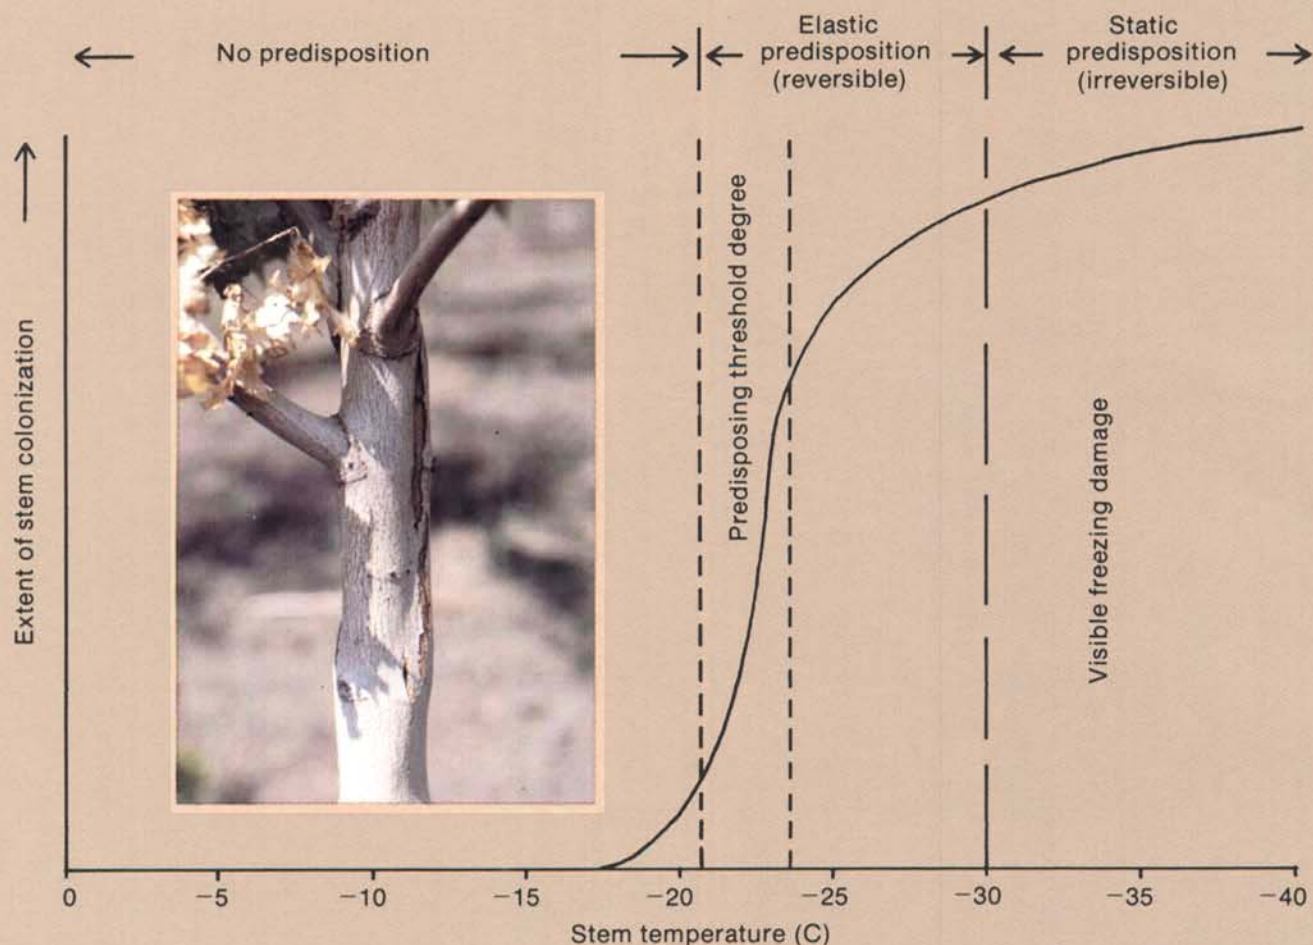 No predisposition
Elastic
predisposition
(reversible)
Static
predisposition
(irreversible)
Extent of stem colonization
Predisposing threshold degree
Visible freezing damage
0 −5 −10 −15 −20 −25 −30 −35 −40
Stem temperature (C)